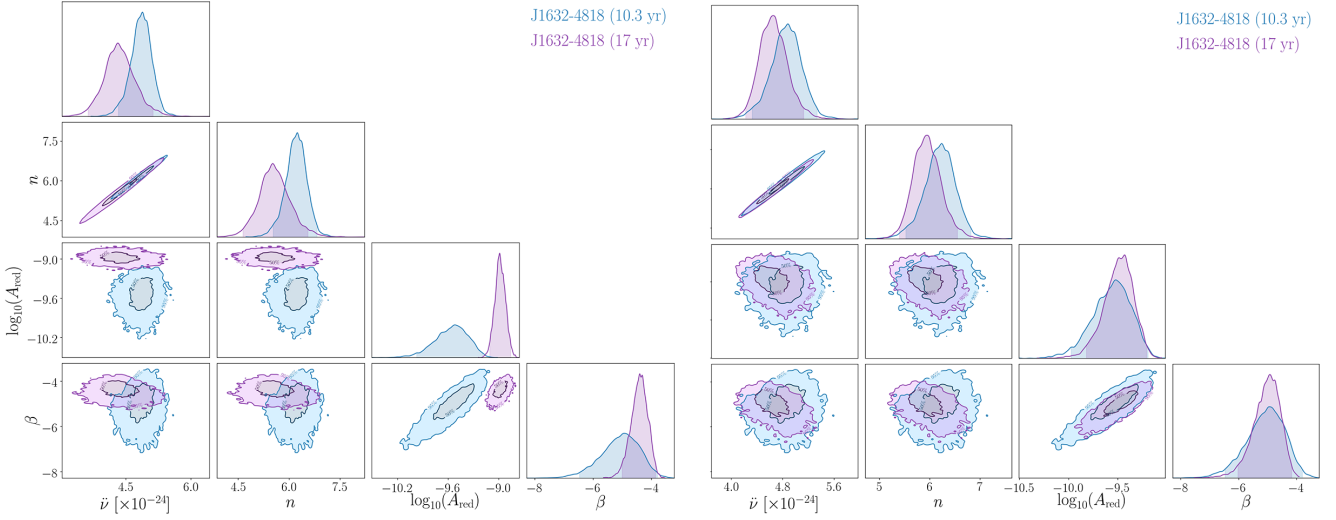 J1632-4818 (10.3 yr)
J1632-4818 (17 yr)
7.5
6.0
4.5
n
−9.0
−9.6
−10.2
log₁₀(A_red)
−4
−6
−8
β
4.5 6.0
ν̈ [×10⁻²⁴]
4.5 6.0 7.5
n
−10.2 −9.6 −9.0
log₁₀(A_red)
−8 −6 −4
β
J1632-4818 (10.3 yr)
J1632-4818 (17 yr)
4.0 4.8 5.6
ν̈ [×10⁻²⁴]
5 6 7
n
−10.5 −10.0 −9.5
log₁₀(A_red)
−8 −6 −4
β